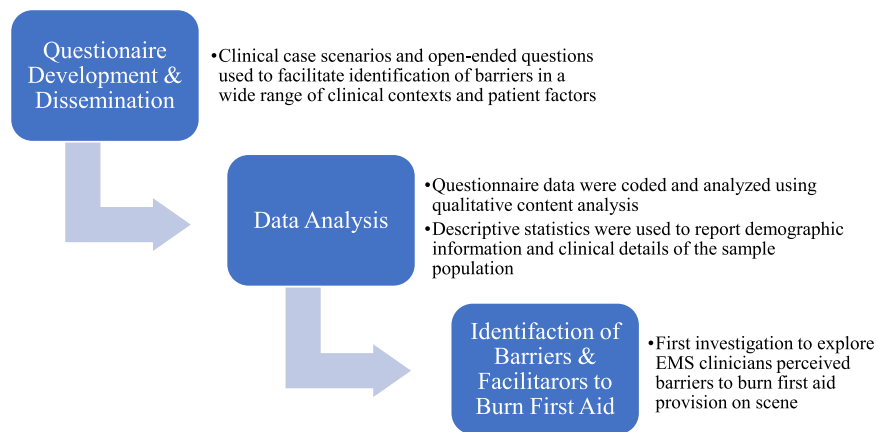 Questionaire
Development &
Dissemination
•Clinical case scenarios and open-ended questions
used to facilitate identification of barriers in a
wide range of clinical contexts and patient factors
Data Analysis
•Questionnaire data were coded and analyzed using
qualitative content analysis
•Descriptive statistics were used to report demographic
information and clinical details of the sample
population
Identifaction of
Barriers &
Facilitarors to
Burn First Aid
•First investigation to explore
EMS clinicians perceived
barriers to burn first aid
provision on scene